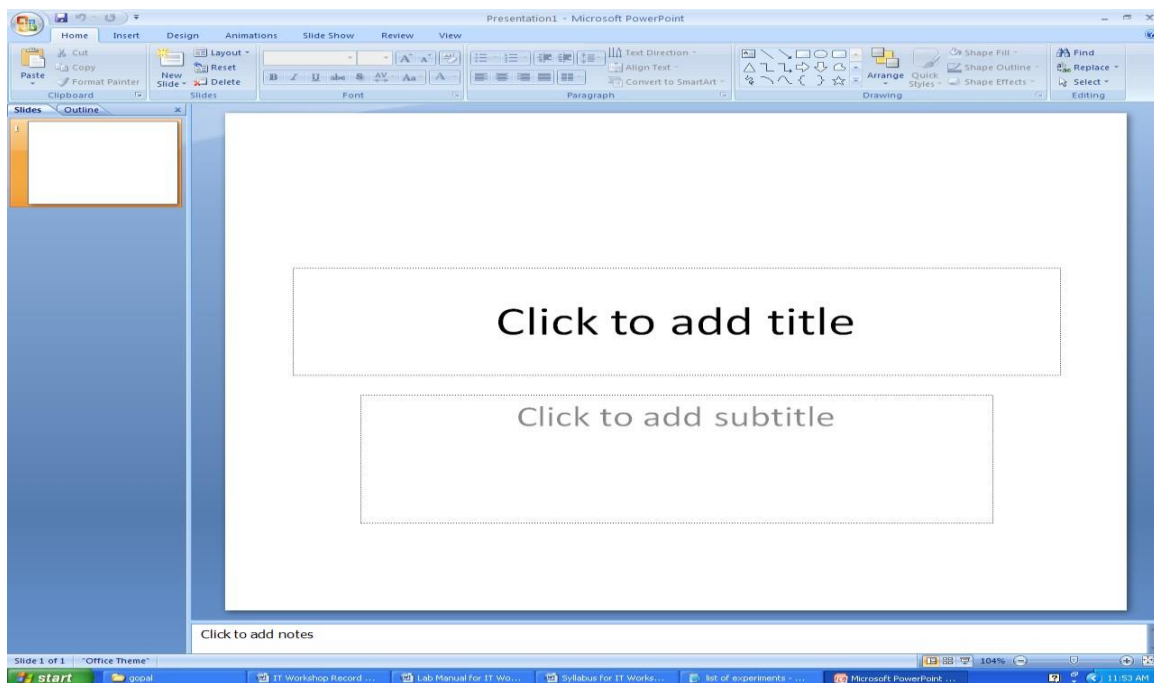 Presentation1 - Microsoft PowerPoint
Home Insert Design Animations Slide Show Review View
Paste
Cut
Copy
Format Painter
Clipboard
New Slide
Layout
Reset
Delete
Slides
B I U abc S AV Aa A
Font
Text Direction
Align Text
Convert to SmartArt
Paragraph
Arrange
Quick Styles
Shape Fill
Shape Outline
Shape Effects
Drawing
Find
Replace
Select
Editing
Slides Outline
1
Click to add title
Click to add subtitle
Click to add notes
Slide 1 of 1 "Office Theme" 104%
start gopal IT Workshop Record ... Lab Manual for IT Wo... Syllabus for IT Works... list of experiments - ... Microsoft PowerPoint ... 11:53 AM